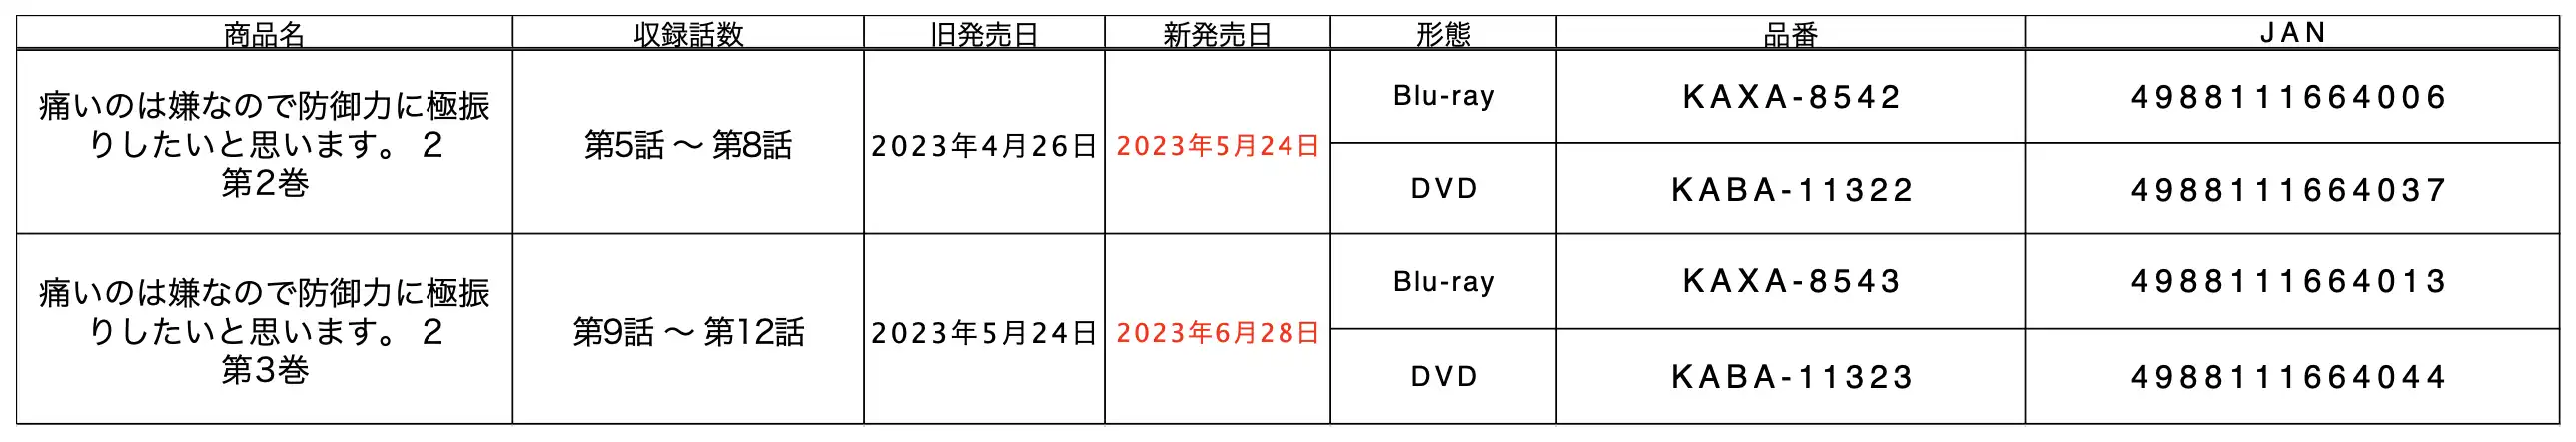 商品名 収録話数 旧発売日 新発売日 形態 品番 JAN
痛いのは嫌なので防御力に極振
りしたいと思います。 2
第2巻
第5話 ～ 第8話
2023年4月26日
2023年5月24日
Blu-ray KAXA-8542 4988111664006
DVD KABA-11322 4988111664037
痛いのは嫌なので防御力に極振
りしたいと思います。 2
第3巻
第9話 ～ 第12話
2023年5月24日
2023年6月28日
Blu-ray KAXA-8543 4988111664013
DVD KABA-11323 4988111664044